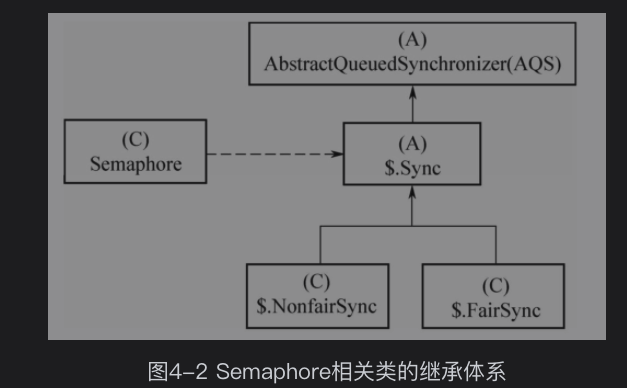 (A)
AbstractQueuedSynchronizer(AQS)
(C)
Semaphore
(A)
$.Sync
(C)
$.NonfairSync
(C)
$.FairSync
图4-2 Semaphore相关类的继承体系